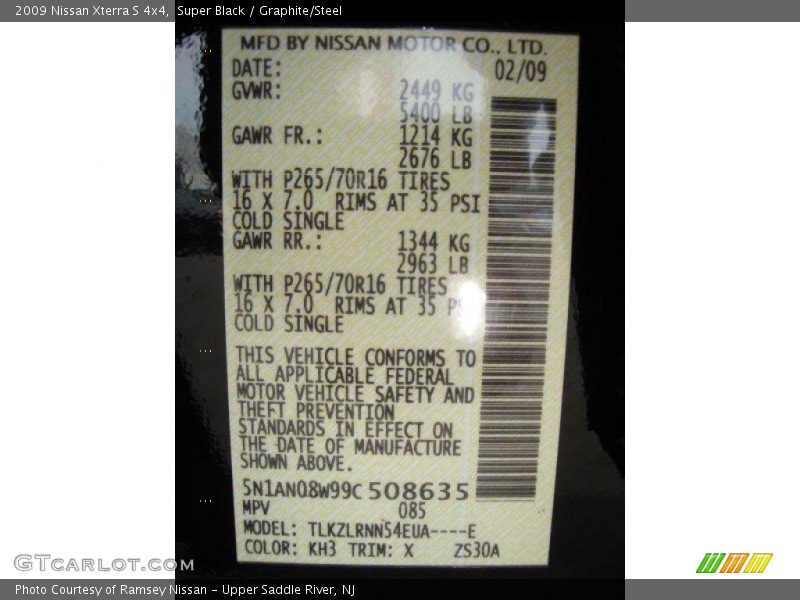 2009 Nissan Xterra S 4x4, Super Black / Graphite/Steel
MFD BY NISSAN MOTOR CO., LTD.
DATE: 02/09
GVWR: 2449 KG
5400 LB
GAWR FR.: 1214 KG
2676 LB
WITH P265/70R16 TIRES
16 X 7.0 RIMS AT 35 PSI
COLD SINGLE
GAWR RR.: 1344 KG
2963 LB
WITH P265/70R16 TIRES
16 X 7.0 RIMS AT 35 PSI
COLD SINGLE
THIS VEHICLE CONFORMS TO
ALL APPLICABLE FEDERAL
MOTOR VEHICLE SAFETY AND
THEFT PREVENTION
STANDARDS IN EFFECT ON
THE DATE OF MANUFACTURE
SHOWN ABOVE.
5N1AN08W99C508635
MPV 085
MODEL: TLKZLRNN54EUA----E
COLOR: KH3 TRIM: X ZS30A
GTCARLOT.COM
Photo Courtesy of Ramsey Nissan - Upper Saddle River, NJ